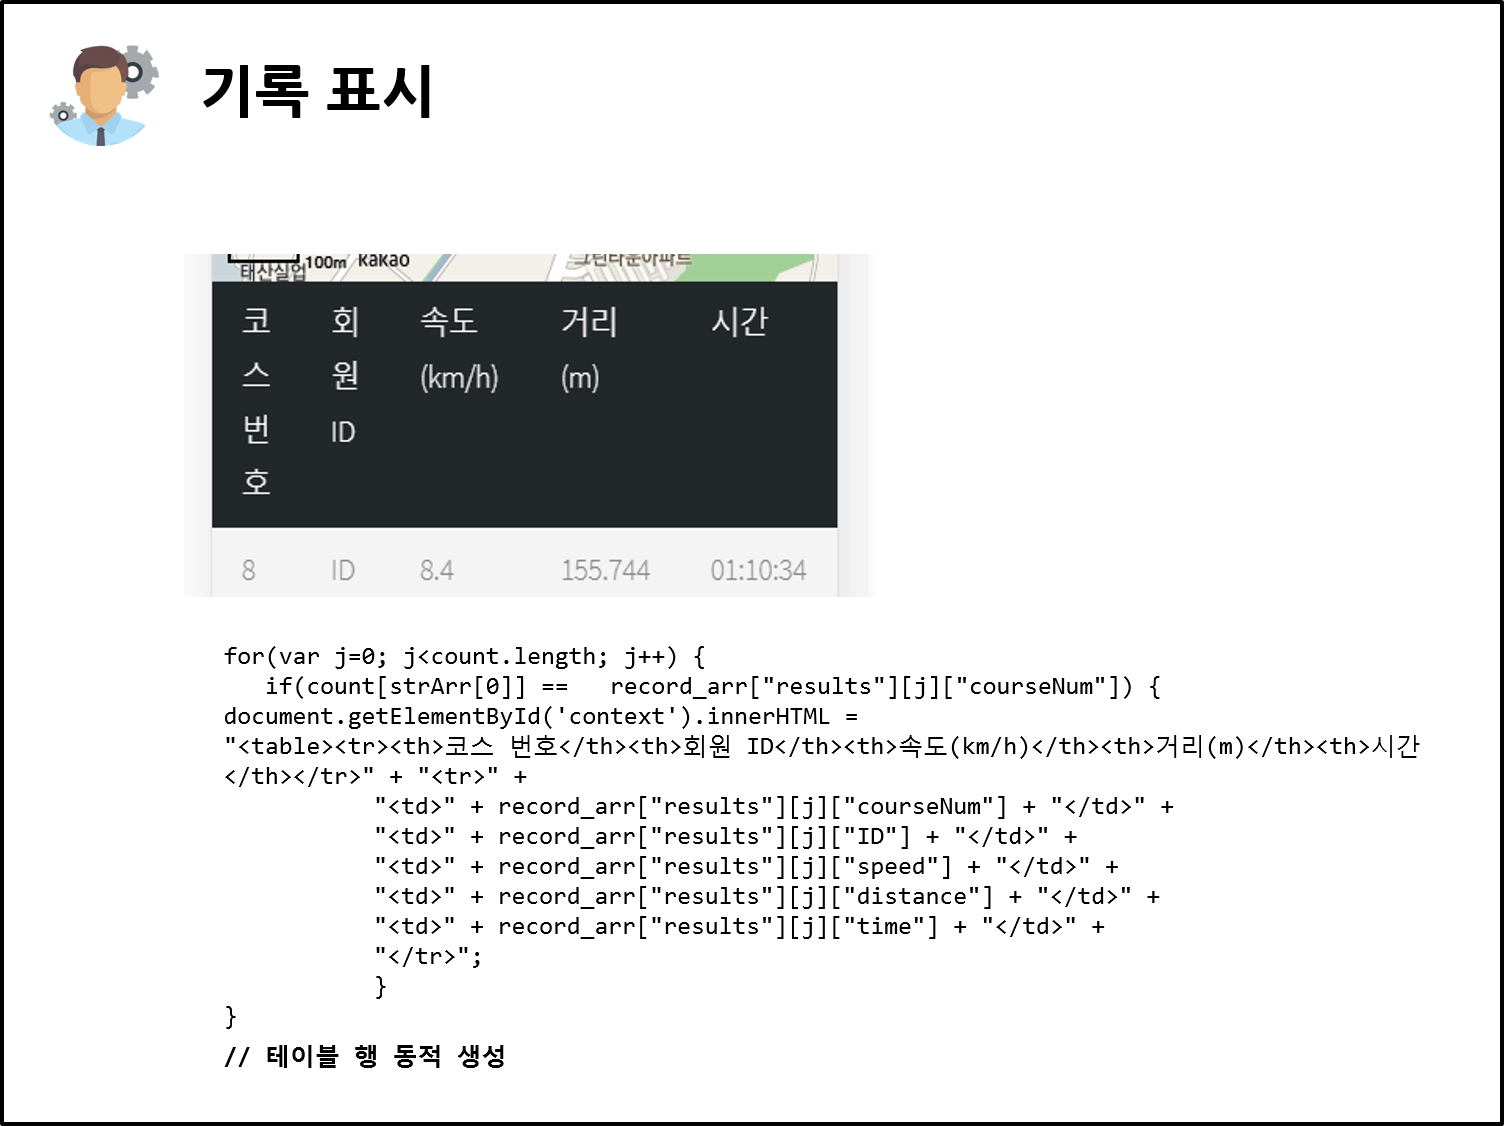 기록 표시
100m kakao
태산실업 그린타운아파트
코스번호 회원ID 속도(km/h) 거리(m) 시간
8 ID 8.4 155.744 01:10:34
for(var j=0; j<count.length; j++) {
if(count[strArr[0]] == record_arr["results"][j]["courseNum"]) {
document.getElementById('context').innerHTML =
"<table><tr><th>코스 번호</th><th>회원 ID</th><th>속도(km/h)</th><th>거리(m)</th><th>시간
</th></tr>" + "<tr>" +
"<td>" + record_arr["results"][j]["courseNum"] + "</td>" +
"<td>" + record_arr["results"][j]["ID"] + "</td>" +
"<td>" + record_arr["results"][j]["speed"] + "</td>" +
"<td>" + record_arr["results"][j]["distance"] + "</td>" +
"<td>" + record_arr["results"][j]["time"] + "</td>" +
"</tr>";
}
}
// 테이블 행 동적 생성